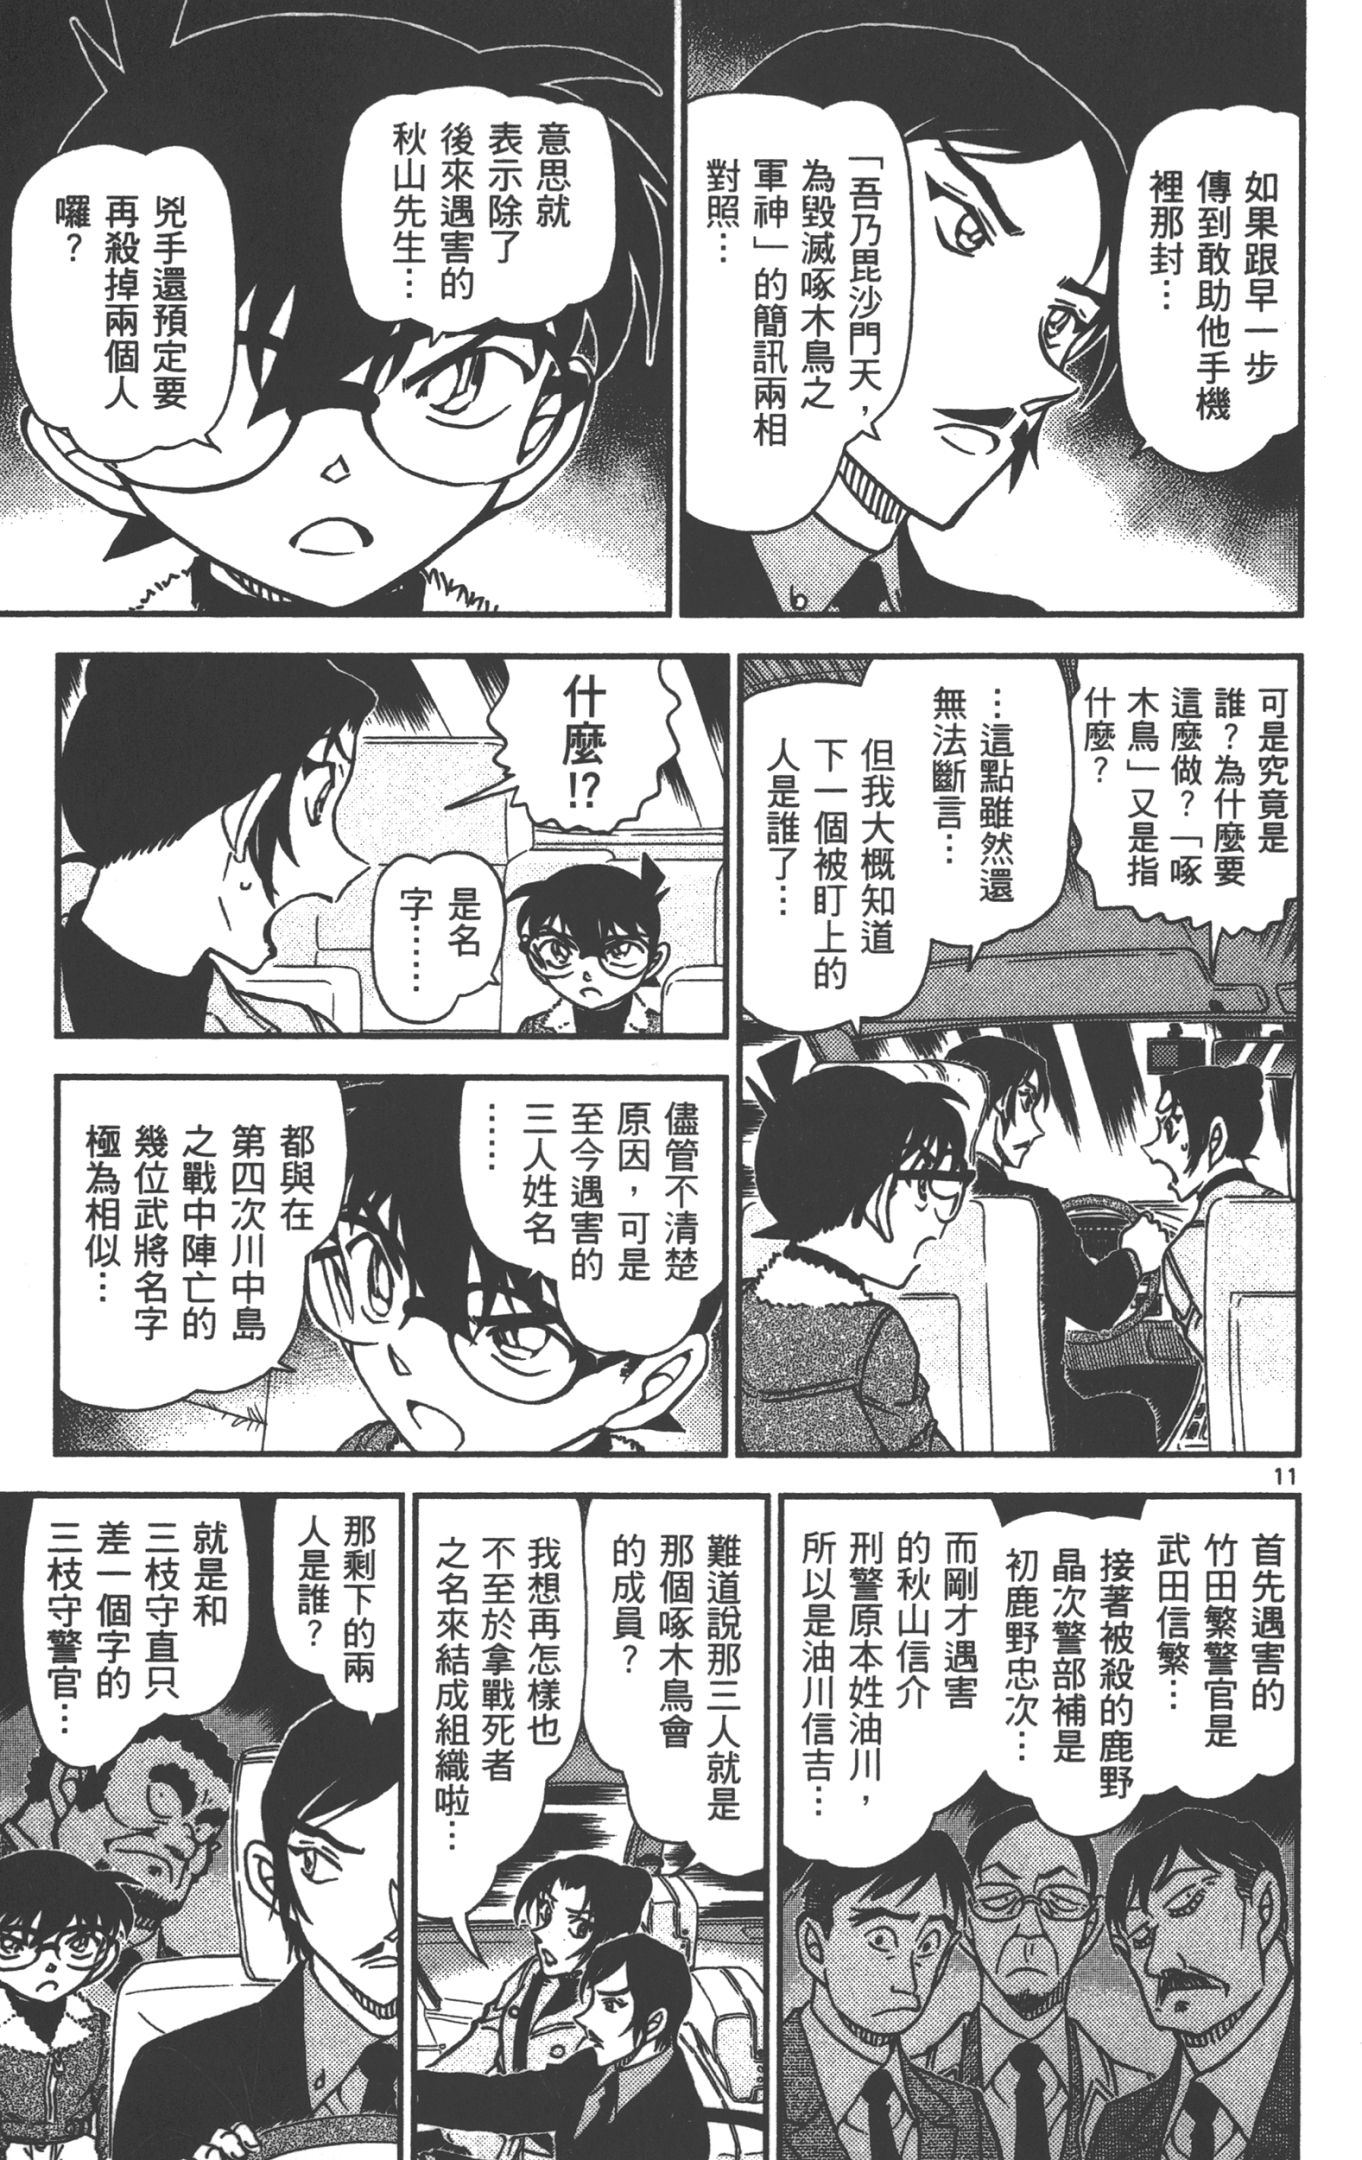 如果跟早一步
傳到敢助他手機
裡那封…
「吾乃毘沙門天，
為毀滅啄木鳥之
軍神」的簡訊兩相
對照…
意思就
表示除了
後來遇害的
秋山先生…
兇手還預定要
再殺掉兩個人
囉？
可是究竟是
誰？為什麼要
這麼做？「啄
木鳥」又是指
什麼？
…這點雖然還
無法斷言…
但我大概知道
下一個被盯上的
人是誰了…
什麼!?
是名
字……
儘管不清楚
原因，可是
至今遇害的
三人姓名
……
都與在
第四次川中島
之戰中陣亡的
幾位武將名字
極為相似…
11
首先遇害的
竹田繁警官是
武田信繁…
接著被殺的鹿野
晶次警部補是
初鹿野忠次…
而剛才遇害
的秋山信介
刑警原本姓油川，
所以是油川信吉…
難道說那三人就是
那個啄木鳥會
的成員？
我想再怎樣也
不至於拿戰死者
之名來結成組織啦…
那剩下的兩
人是誰？
就是和
三枝守直只
差一個字的
三枝守警官…